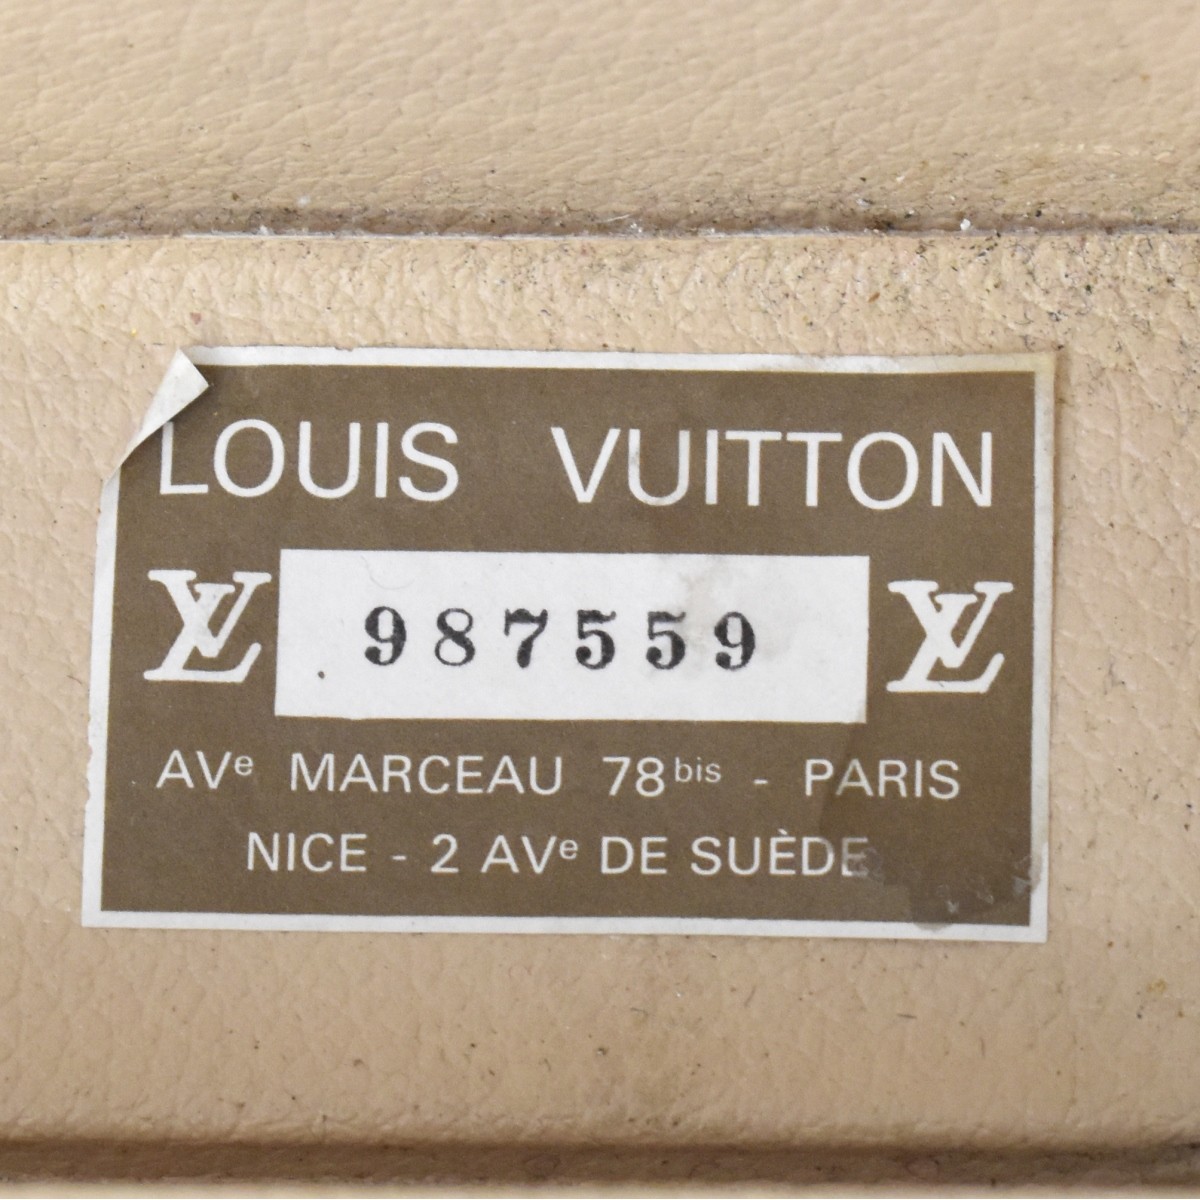 LOUIS VUITTON
LV 987559 LV
AVe MARCEAU 78bis - PARIS
NICE - 2 AVe DE SUÈDE